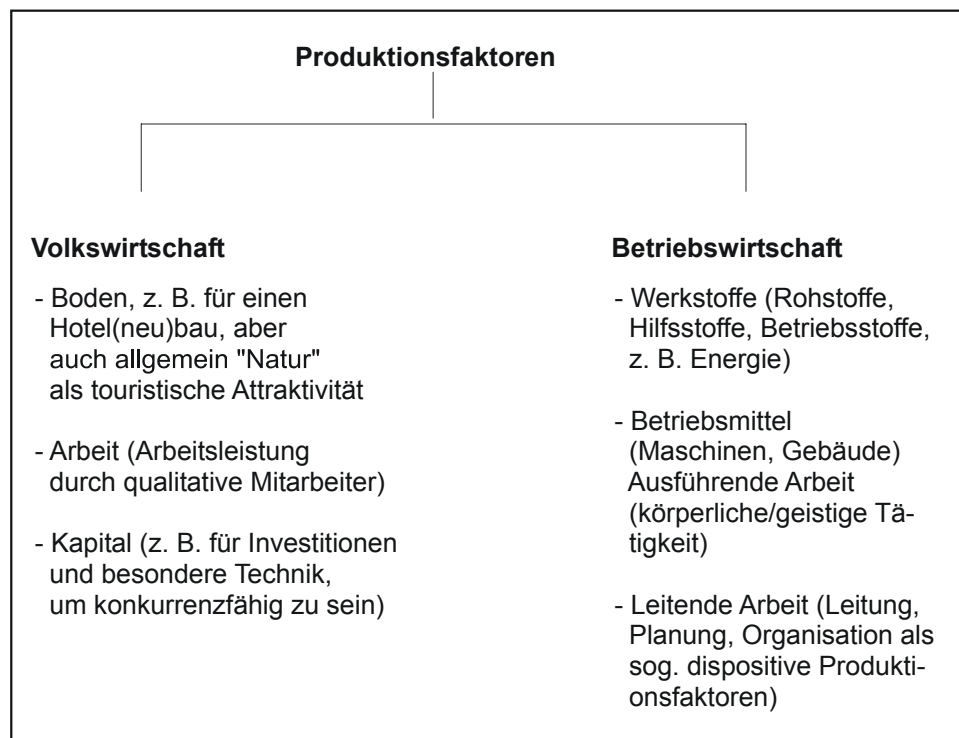 Produktionsfaktoren
Volkswirtschaft
- Boden, z. B. für einen
Hotel(neu)bau, aber
auch allgemein "Natur"
als touristische Attraktivität
- Arbeit (Arbeitsleistung
durch qualitative Mitarbeiter)
- Kapital (z. B. für Investitionen
und besondere Technik,
um konkurrenzfähig zu sein)
Betriebswirtschaft
- Werkstoffe (Rohstoffe,
Hilfsstoffe, Betriebsstoffe,
z. B. Energie)
- Betriebsmittel
(Maschinen, Gebäude)
Ausführende Arbeit
(körperliche/geistige Tä-
tigkeit)
- Leitende Arbeit (Leitung,
Planung, Organisation als
sog. dispositive Produkti-
onsfaktoren)